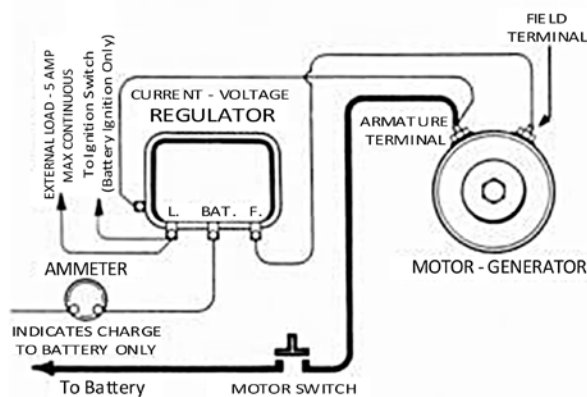 FIELD
TERMINAL
EXTERNAL LOAD - 5 AMP
MAX CONTINUOUS
To Ignition Switch
(Battery Ignition Only)
CURRENT - VOLTAGE
REGULATOR
ARMATURE
TERMINAL
L. BAT. F.
AMMETER
MOTOR - GENERATOR
INDICATES CHARGE
TO BATTERY ONLY
To Battery
MOTOR SWITCH